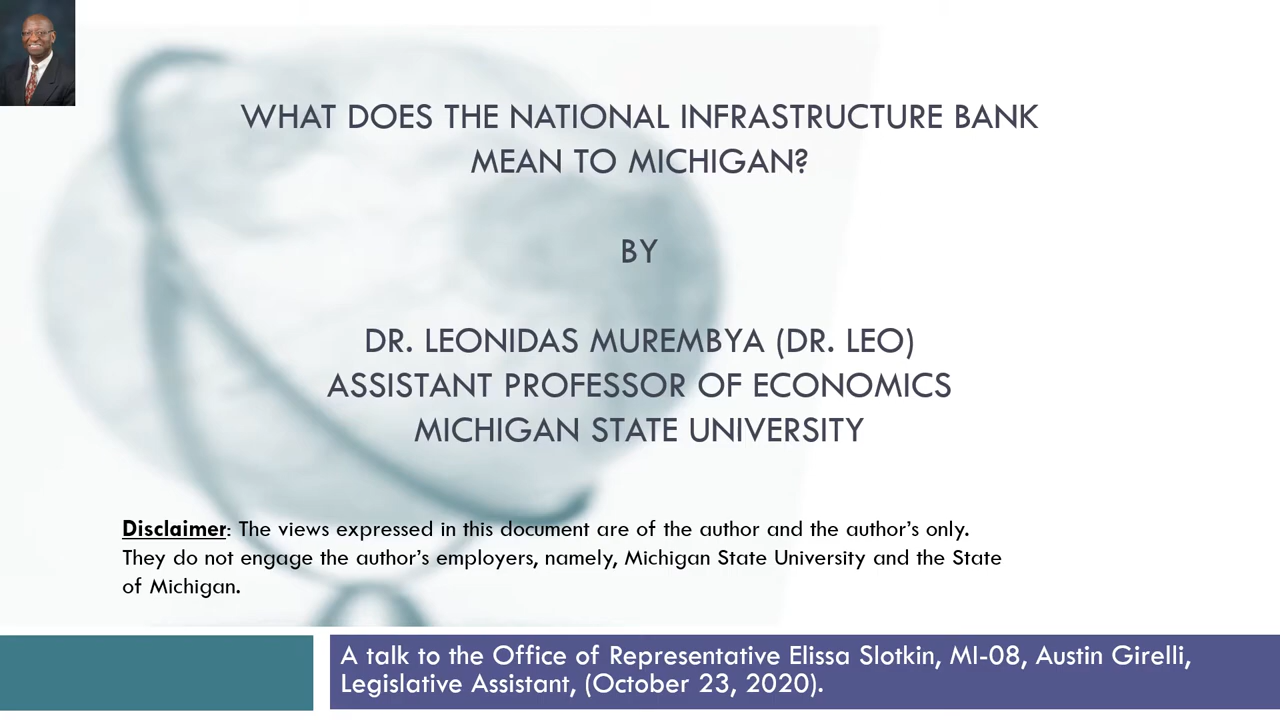 WHAT DOES THE NATIONAL INFRASTRUCTURE BANK
MEAN TO MICHIGAN?
BY
DR. LEONIDAS MUREMBYA (DR. LEO)
ASSISTANT PROFESSOR OF ECONOMICS
MICHIGAN STATE UNIVERSITY
Disclaimer: The views expressed in this document are of the author and the author’s only.
They do not engage the author’s employers, namely, Michigan State University and the State
of Michigan.
A talk to the Office of Representative Elissa Slotkin, MI-08, Austin Girelli,
Legislative Assistant, (October 23, 2020).